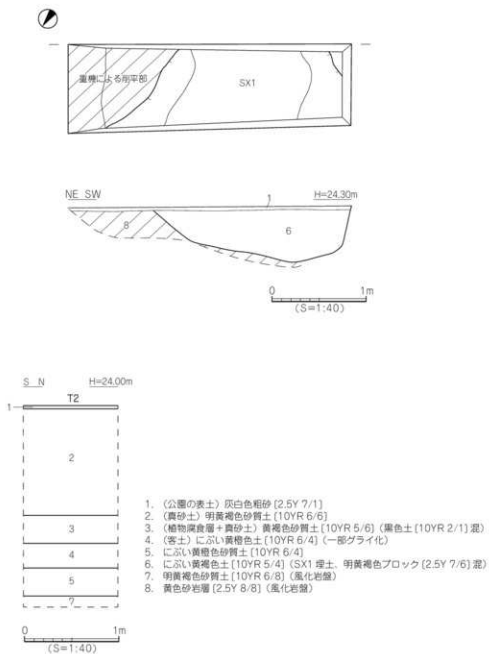 重機による削平部
SX1
NE SW
1
H=24.30m
8
6
0
1m
(S=1:40)
S N
H=24.00m
T2
1
2
3
4
5
7
0
1m
(S=1:40)
1. (公園の表土) 灰白色粗砂 [2.5Y 7/1]
2. (真砂土) 明黄褐色砂質土 [10YR 6/6]
3. (植物腐食層+真砂土) 黄褐色砂質土 [10YR 5/6] (黒色土 [10YR 2/1] 混)
4. (客土) にぶい黄橙色土 [10YR 6/4] (一部グライ化)
5. にぶい黄橙色砂質土 [10YR 6/4]
6. にぶい黄褐色土 [10YR 5/4] (SX1 埋土、明黄褐色ブロック [2.5Y 7/6] 混)
7. 明黄褐色砂質土 [10YR 6/8] (風化岩盤)
8. 黄色砂岩層 [2.5Y 8/8] (風化岩盤)